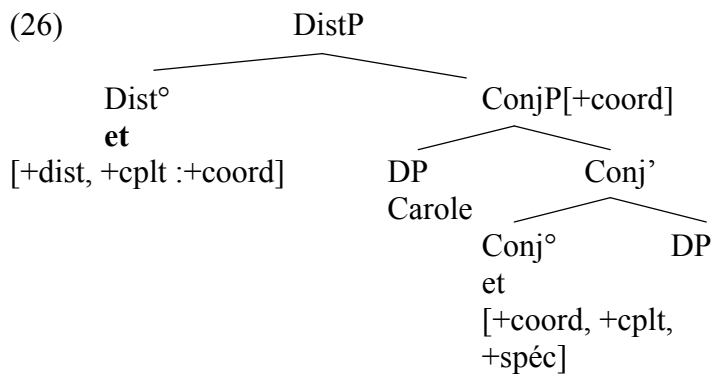 (26) DistP
Dist° ConjP[+coord]
et
[+dist, +cplt :+coord] DP Conj’
Carole
Conj° DP
et
[+coord, +cplt,
+spéc]